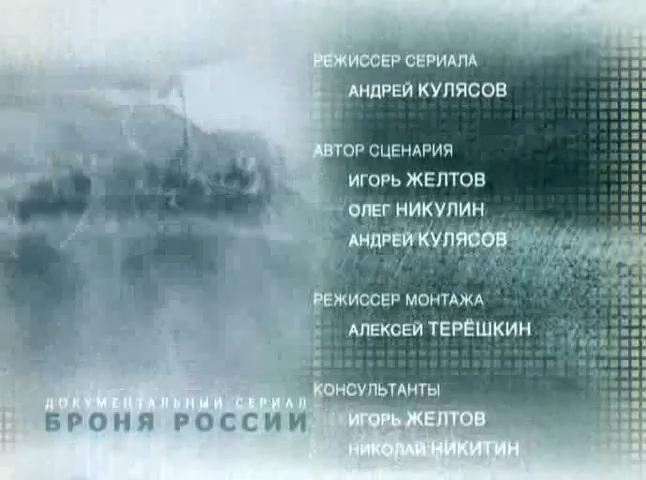 РЕЖИССЕР СЕРИАЛА
АНДРЕЙ КУЛЯСОВ
АВТОР СЦЕНАРИЯ
ИГОРЬ ЖЕЛТОВ
ОЛЕГ НИКУЛИН
АНДРЕЙ КУЛЯСОВ
РЕЖИССЕР МОНТАЖА
АЛЕКСЕЙ ТЕРЁШКИН
КОНСУЛЬТАНТЫ
ИГОРЬ ЖЕЛТОВ
НИКОЛАЙ НИКИТИН
ДОКУМЕНТАЛЬНЫЙ СЕРИАЛ
БРОНЯ РОССИИ